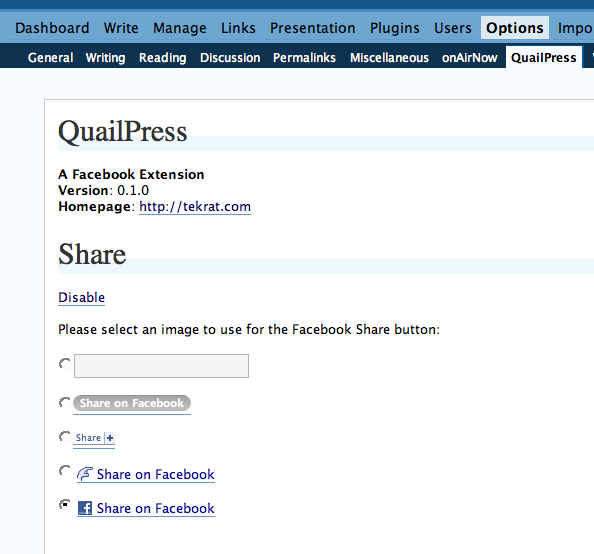 Dashboard Write Manage Links Presentation Plugins Users Options Impo
General Writing Reading Discussion Permalinks Miscellaneous onAirNow QuailPress
QuailPress
A Facebook Extension
Version: 0.1.0
Homepage: http://tekrat.com
Share
Disable
Please select an image to use for the Facebook Share button:
Share on Facebook
Share +
Share on Facebook
f Share on Facebook